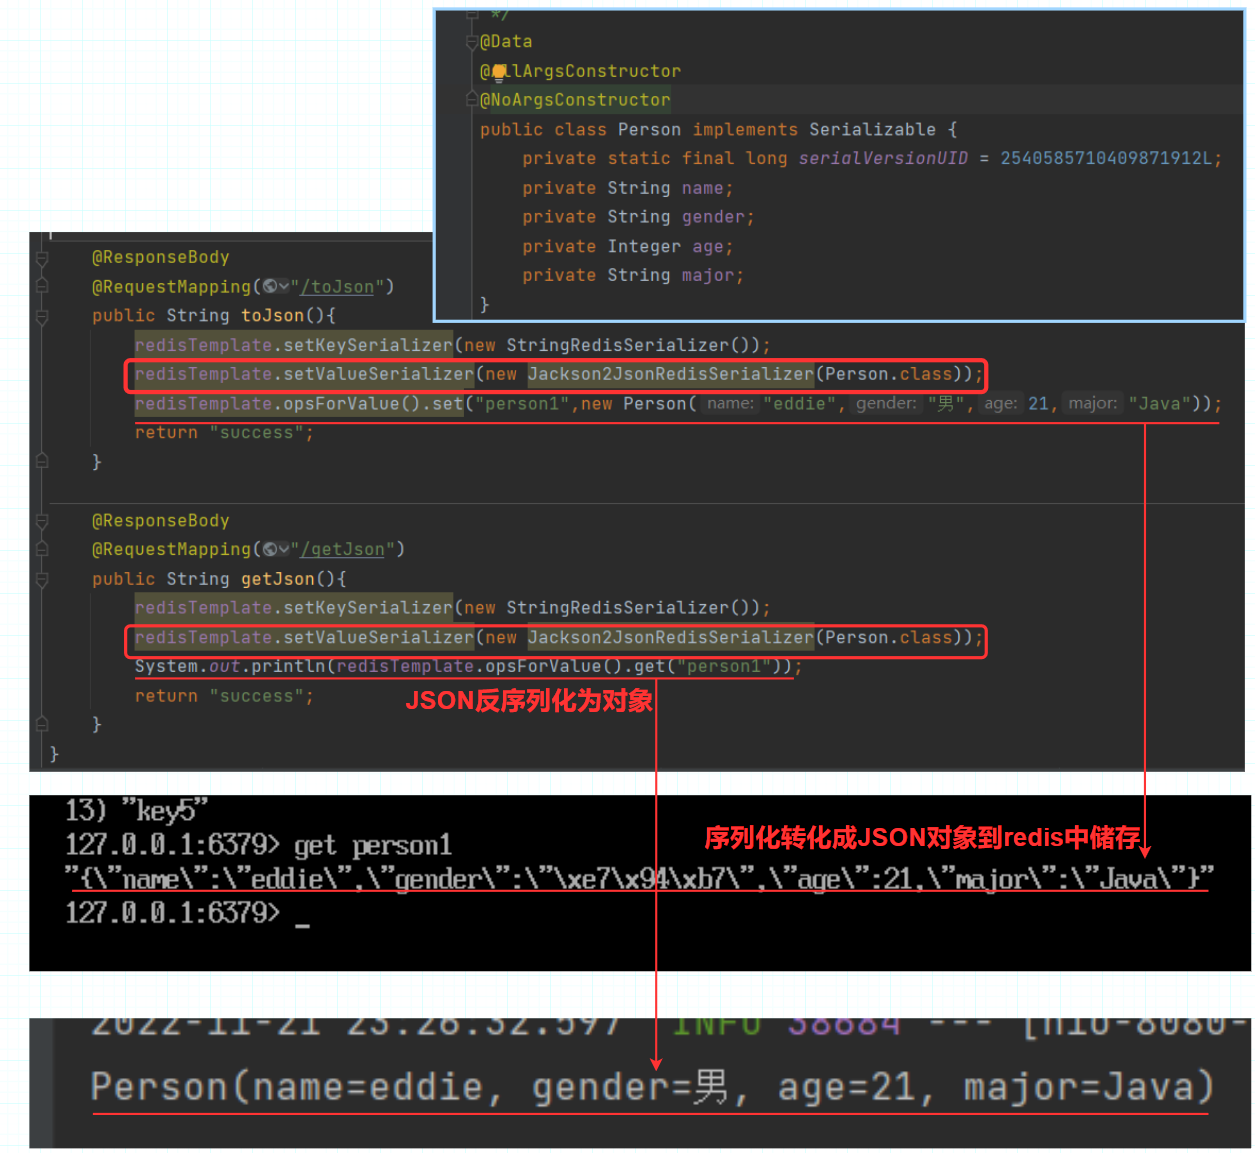 */
@Data
@AllArgsConstructor
@NoArgsConstructor
public class Person implements Serializable {
private static final long serialVersionUID = 2540585710409871912L;
private String name;
private String gender;
private Integer age;
private String major;
}
@ResponseBody
@RequestMapping("/toJson")
public String toJson(){
redisTemplate.setKeySerializer(new StringRedisSerializer());
redisTemplate.setValueSerializer(new Jackson2JsonRedisSerializer(Person.class));
redisTemplate.opsForValue().set("person1",new Person( name: "eddie", gender: "男", age: 21, major: "Java"));
return "success";
}
@ResponseBody
@RequestMapping("/getJson")
public String getJson(){
redisTemplate.setKeySerializer(new StringRedisSerializer());
redisTemplate.setValueSerializer(new Jackson2JsonRedisSerializer(Person.class));
System.out.println(redisTemplate.opsForValue().get("person1"));
return "success";
JSON反序列化为对象
}
}
13) "key5"
127.0.0.1:6379> get person1
序列化转化成JSON对象到redis中储存
"{\"name\":\"eddie\",\"gender\":\"\xe7\x94\xb7\",\"age\":21,\"major\":\"Java\"}"
127.0.0.1:6379> _
2022-11-21 23:26:32.597 INFO 38684 --- [nio-8080-
Person(name=eddie, gender=男, age=21, major=Java)